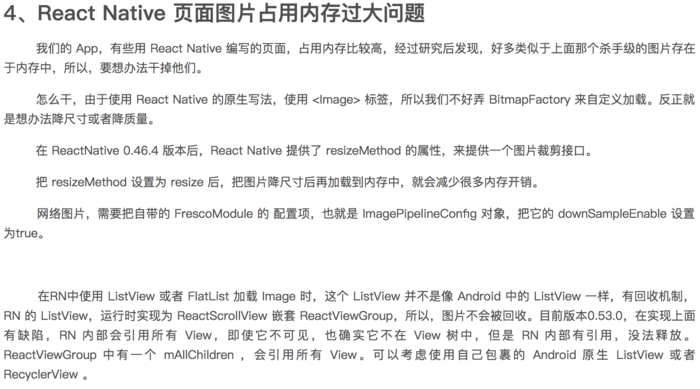 4、React Native 页面图片占用内存过大问题
我们的 App，有些用 React Native 编写的页面，占用内存比较高，经过研究后发现，好多类似于上面那个杀手级的图片存在
于内存中，所以，要想办法干掉他们。
怎么干，由于使用 React Native 的原生写法，使用 <Image> 标签，所以我们不好弄 BitmapFactory 来自定义加载。反正就
是想办法降尺寸或者降质量。
在 ReactNative 0.46.4 版本后，React Native 提供了 resizeMethod 的属性，来提供一个图片裁剪接口。
把 resizeMethod 设置为 resize 后，把图片降尺寸后再加载到内存中，就会减少很多内存开销。
网络图片，需要把自带的 FrescoModule 的 配置项，也就是 ImagePipelineConfig 对象，把它的 downSampleEnable 设置
为true。
在RN中使用 ListView 或者 FlatList 加载 Image 时，这个 ListView 并不是像 Android 中的 ListView 一样，有回收机制，
RN 的 ListView，运行时实现为 ReactScrollView 嵌套 ReactViewGroup，所以，图片不会被回收。目前版本0.53.0，在实现上面
有缺陷，RN 内部会引用所有 View，即使它不可见，也确实它不在 View 树中，但是 RN 内部有引用，没法释放。
ReactViewGroup 中有一个 mAllChildren ，会引用所有 View。可以考虑使用自己包裹的 Android 原生 ListView 或者
RecyclerView 。